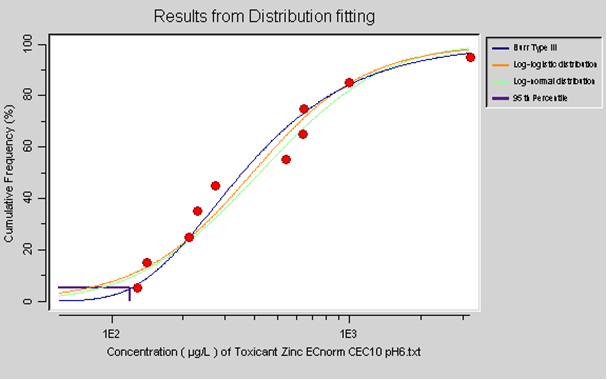 Results from Distribution fitting
Burr Type III
Log-logistic distribution
Log-normal distribution
95th Percentile
Cumulative Frequency (%)
100
80
60
40
20
0
1E2
1E3
Concentration ( µg/L ) of Toxicant Zinc ECnorm CEC10 pH6.txt